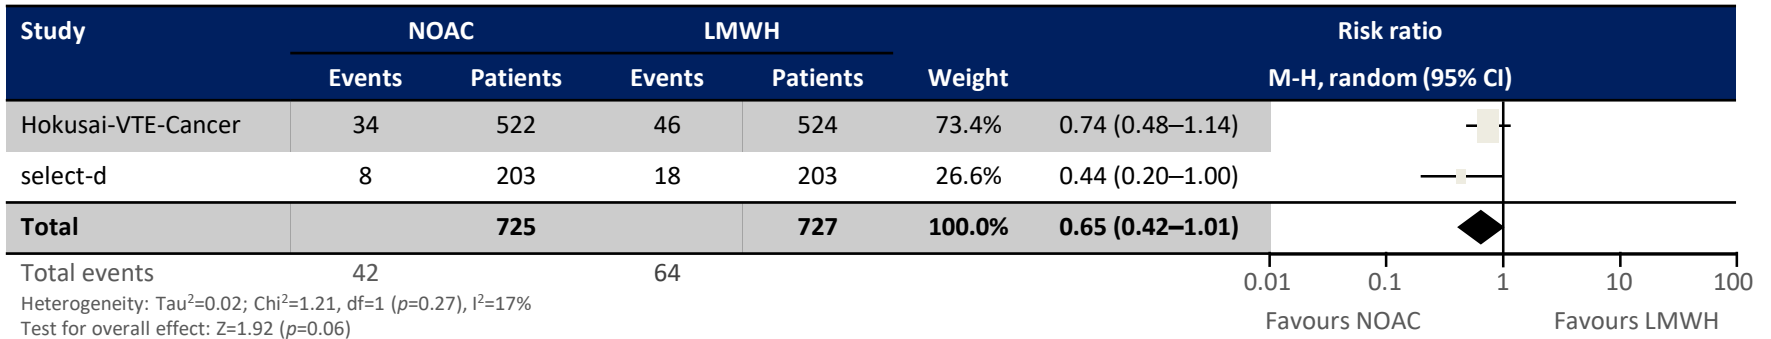 Study NOAC LMWH Risk ratio
Events Patients Events Patients Weight M-H, random (95% CI)
Hokusai-VTE-Cancer 34 522 46 524 73.4% 0.74 (0.48–1.14)
select-d 8 203 18 203 26.6% 0.44 (0.20–1.00)
Total 725 727 100.0% 0.65 (0.42–1.01)
Total events 42 64
0.01 0.1 1 10 100
Heterogeneity: Tau²=0.02; Chi²=1.21, df=1 (p=0.27), I²=17%
Test for overall effect: Z=1.92 (p=0.06)
Favours NOAC Favours LMWH